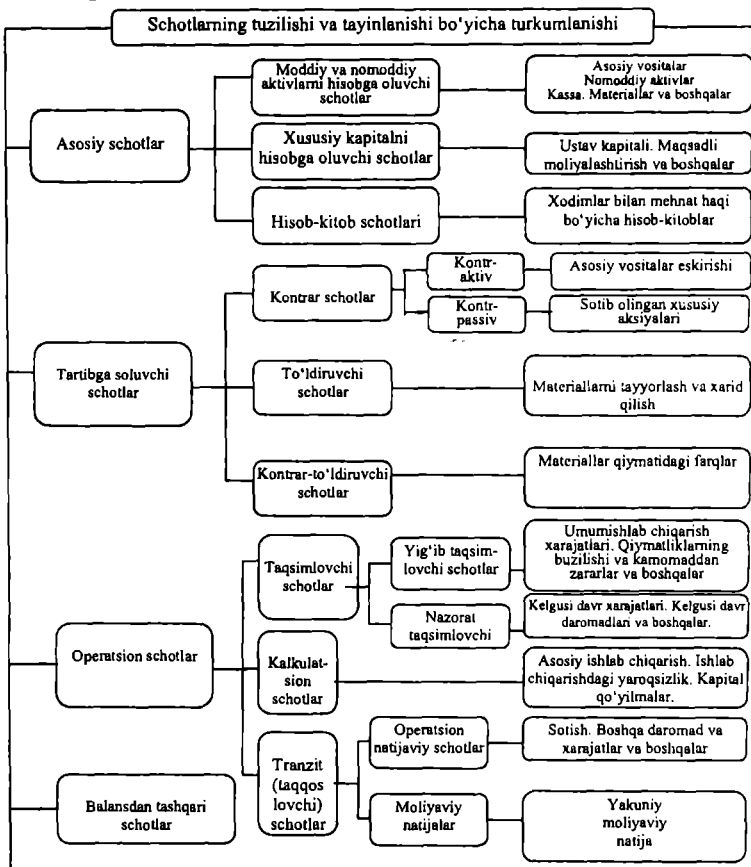 Schotlarning tuzilishi va tayinlanishi bo‘yicha turkumlanishi
Asosiy schotlar
Moddiy va nomoddiy
aktivlarni hisobga oluvchi
schotlar
Asosiy vositalar
Nomoddiy aktivlar
Kassa. Materiallar va boshqalar
Xususiy kapitalni
hisobga oluvchi schotlar
Ustav kapitali. Maqsadli
moliyalashtirish va boshqalar
Hisob-kitob schotlari
Xodimlar bilan mehnat haqi
bo‘yicha hisob-kitoblar
Tartibga soluvchi
schotlar
Kontrar schotlar
Kontr-
aktiv
Asosiy vositalar eskirishi
Kontr-
passiv
Sotib olingan xususiy
aksiyalari
To‘ldiruvchi
schotlar
Materiallarni tayyorlash va xarid
qilish
Kontrar-to‘ldiruvchi
schotlar
Materiallar qiymatidagi farqlar
Operatsion schotlar
Taqsimlovchi
schotlar
Yig‘ib taqsim-
lovchi schotlar
Umumishlab chiqarish
xarajatlari. Qiymatliklarning
buzilishi va kamomaddan
zararlar va boshqalar
Nazorat
taqsimlovchi
Kelgusi davr xarajatlari. Kelgusi davr
daromadlari va boshqalar.
Kalkulat-
sion
schotlar
Asosiy ishlab chiqarish. Ishlab
chiqarishdagi yaroqsizlik. Kapital
qo‘yilmalar.
Tranzit
(taqqos
lovchi)
schotlar
Operatsion
natijaviy schotlar
Sotish. Boshqa daromad va
xarajatlar va boshqalar
Moliyaviy
natijalar
Yakuniy
moliyaviy
natija
Balansdan tashqari
schotlar